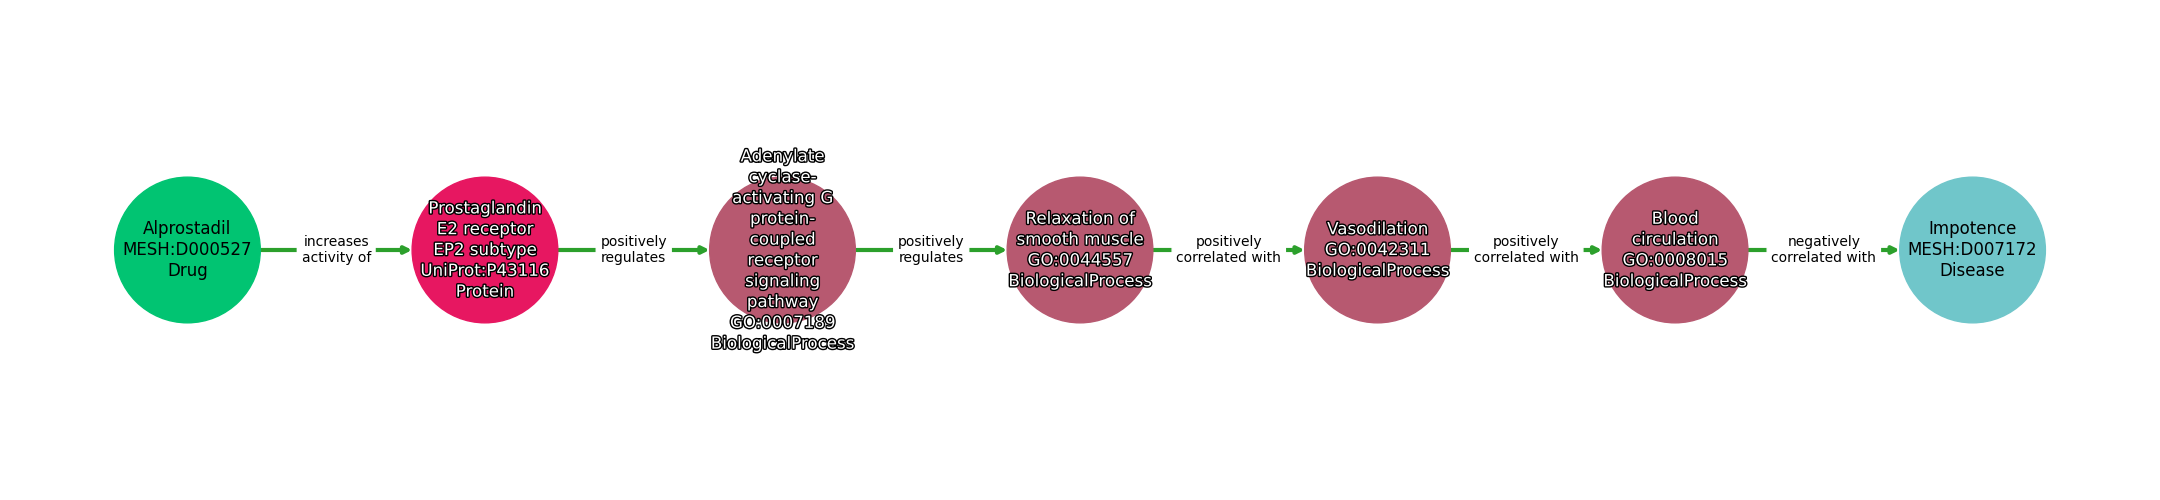 Alprostadil
MESH:D000527
Drug
increases
activity of
Prostaglandin
E2 receptor
EP2 subtype
UniProt:P43116
Protein
positively
regulates
Adenylate
cyclase-
activating G
protein-
coupled
receptor
signaling
pathway
GO:0007189
BiologicalProcess
positively
regulates
Relaxation of
smooth muscle
GO:0044557
BiologicalProcess
positively
correlated with
Vasodilation
GO:0042311
BiologicalProcess
positively
correlated with
Blood
circulation
GO:0008015
BiologicalProcess
negatively
correlated with
Impotence
MESH:D007172
Disease